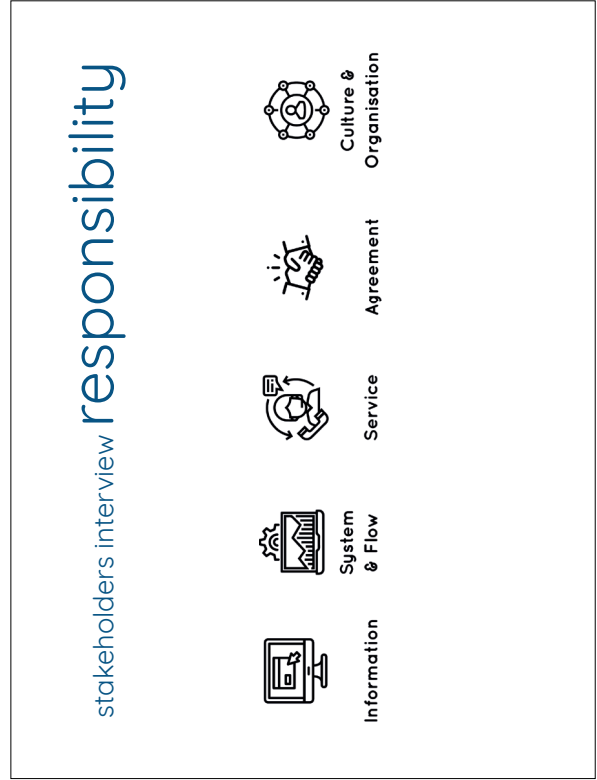 stakeholders interview responsibility
Information
System
& Flow
Service
Agreement
Culture &
Organisation